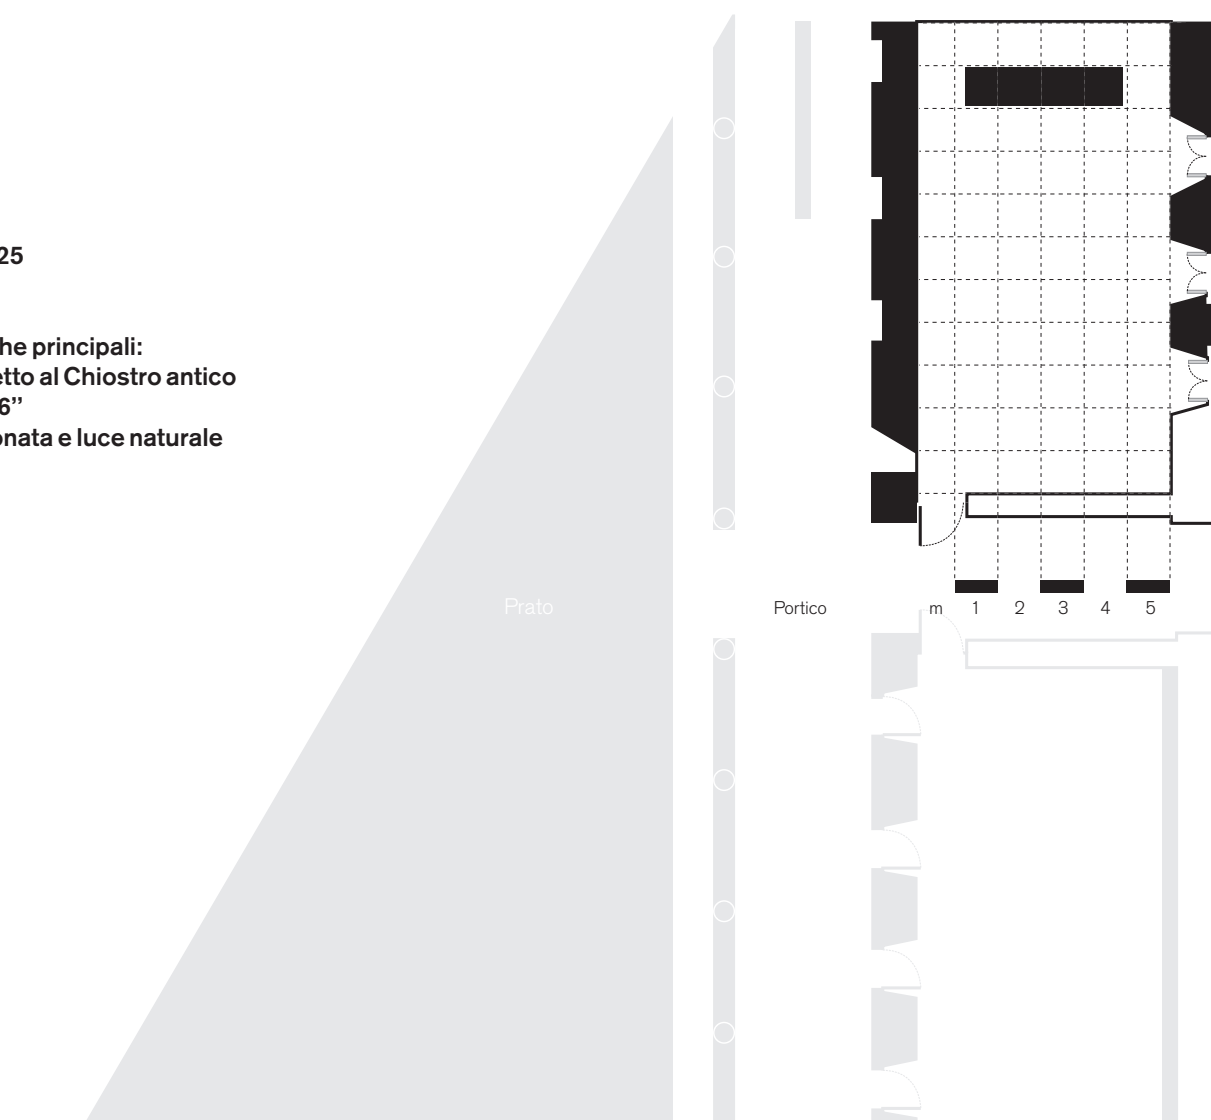 25
he principali:
etto al Chiostro antico
6”
onata e luce naturale
Prato
Portico
m 1 2 3 4 5